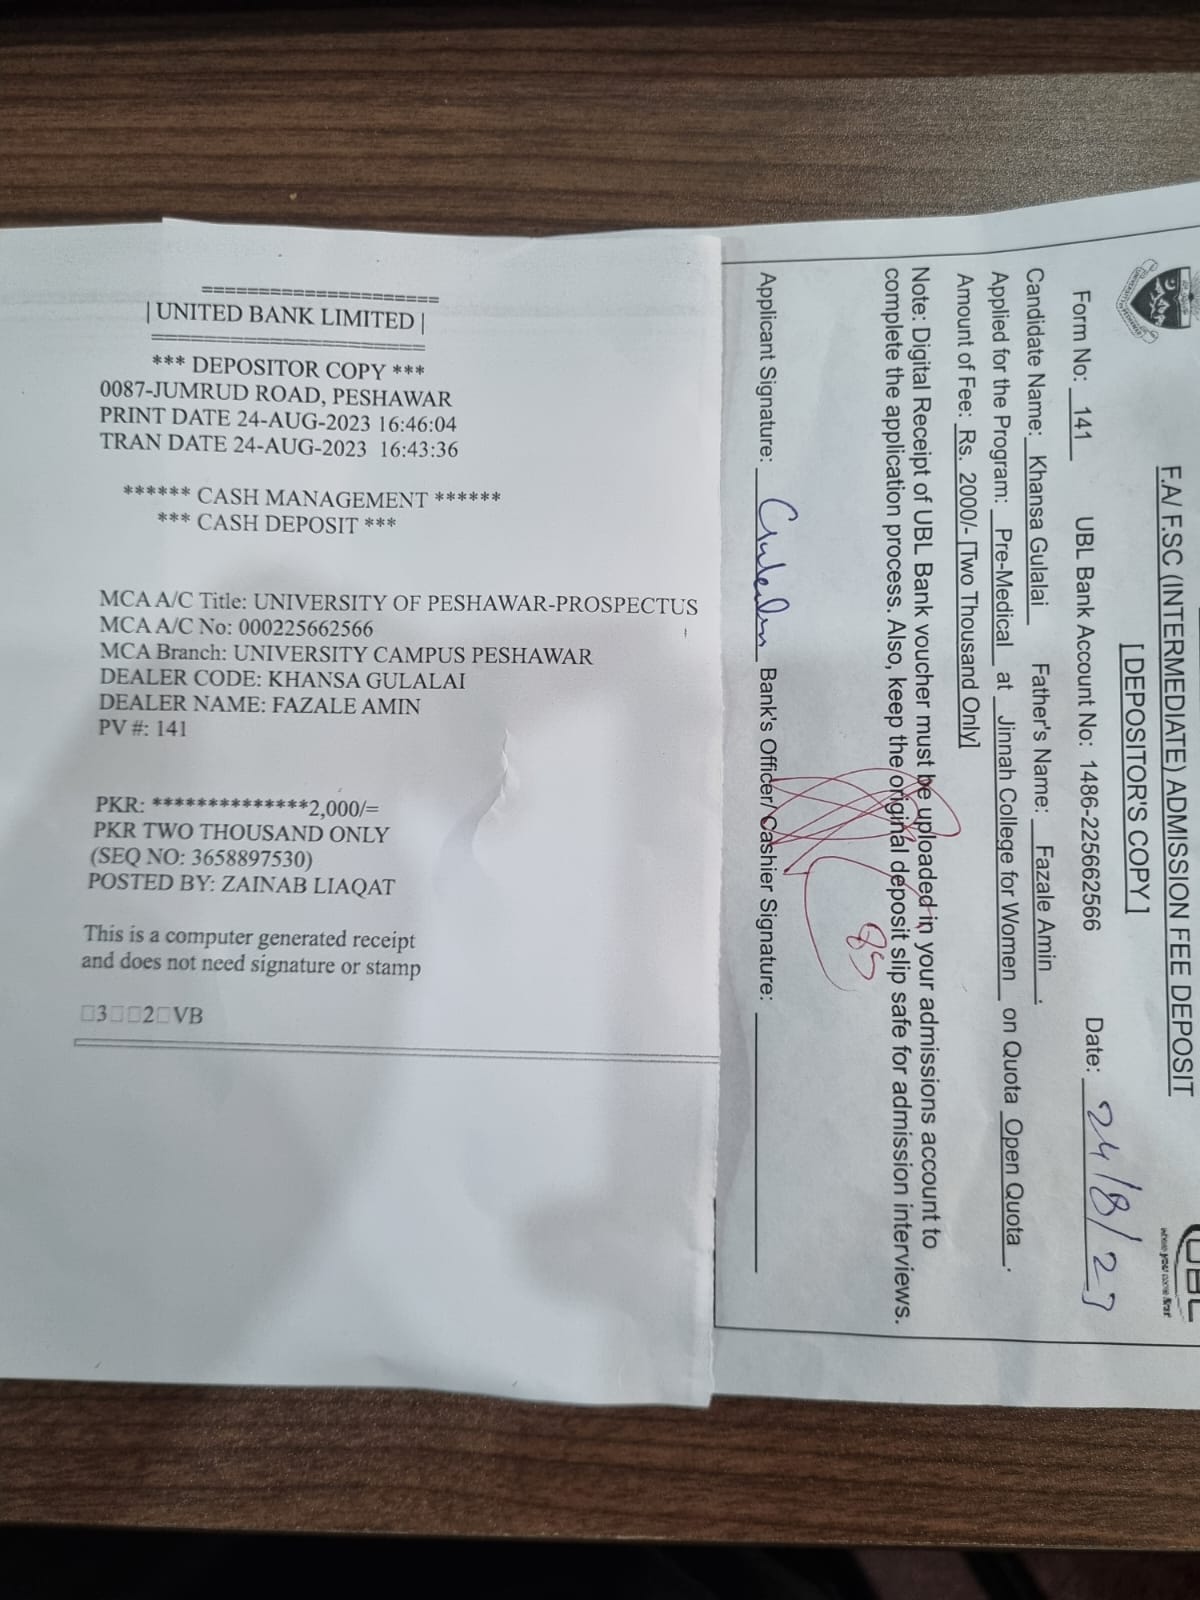 ====================
| UNITED BANK LIMITED |
====================
*** DEPOSITOR COPY ***
0087-JUMRUD ROAD, PESHAWAR
PRINT DATE 24-AUG-2023 16:46:04
TRAN DATE 24-AUG-2023 16:43:36
****** CASH MANAGEMENT ******
*** CASH DEPOSIT ***
MCA A/C Title: UNIVERSITY OF PESHAWAR-PROSPECTUS
MCA A/C No: 000225662566
MCA Branch: UNIVERSITY CAMPUS PESHAWAR
DEALER CODE: KHANSA GULALAI
DEALER NAME: FAZALE AMIN
PV #: 141
PKR: **************2,000/=
PKR TWO THOUSAND ONLY
(SEQ NO: 3658897530)
POSTED BY: ZAINAB LIAQAT
This is a computer generated receipt
and does not need signature or stamp
□3□□2□VB
F.A/ F.SC (INTERMEDIATE) ADMISSION FEE DEPOSIT
[ DEPOSITOR'S COPY ]
UBL
where you come first
Form No: 141 UBL Bank Account No: 1486-225662566 Date: 24/8/23
Candidate Name: Khansa Gulalai Father's Name: Fazale Amin .
Applied for the Program: Pre-Medical at Jinnah College for Women on Quota Open Quota .
Amount of Fee: Rs. 2000/- [Two Thousand Only]
Note: Digital Receipt of UBL Bank voucher must be uploaded in your admissions account to
complete the application process. Also, keep the original deposit slip safe for admission interviews.
Applicant Signature: Bank's Officer/ Cashier Signature: